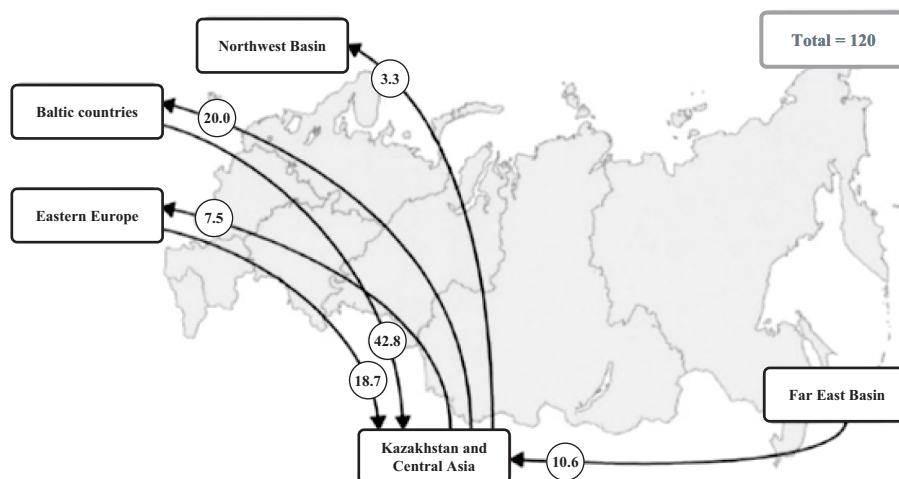 Northwest Basin
Total = 120
3.3
Baltic countries
20.0
Eastern Europe
7.5
42.8
18.7
Far East Basin
Kazakhstan and
Central Asia
10.6